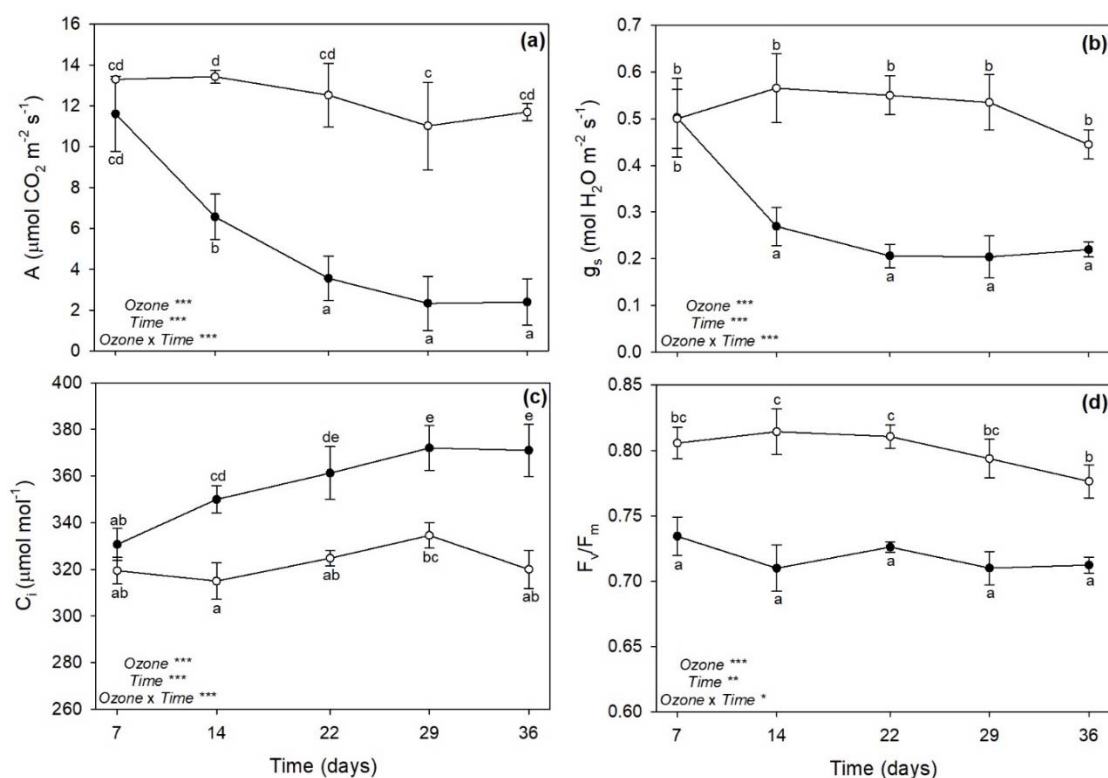 (a)
A (μmol CO₂ m⁻² s⁻¹)
16
14
12
10
8
6
4
2
0
cd
d
cd
c
cd
cd
b
a
a
a
Ozone ***
Time ***
Ozone x Time ***
(b)
gₛ (mol H₂O m⁻² s⁻¹)
0.7
0.6
0.5
0.4
0.3
0.2
0.1
0.0
b
b
b
b
b
b
a
a
a
a
Ozone ***
Time ***
Ozone x Time ***
(c)
Cᵢ (μmol mol⁻¹)
400
380
360
340
320
300
280
260
ab
cd
de
e
e
ab
a
ab
bc
ab
Ozone ***
Time ***
Ozone x Time ***
7
14
22
29
36
Time (days)
(d)
Fᵥ/Fₘ
0.85
0.80
0.75
0.70
0.65
0.60
bc
c
c
bc
b
a
a
a
a
a
Ozone ***
Time **
Ozone x Time *
7
14
22
29
36
Time (days)